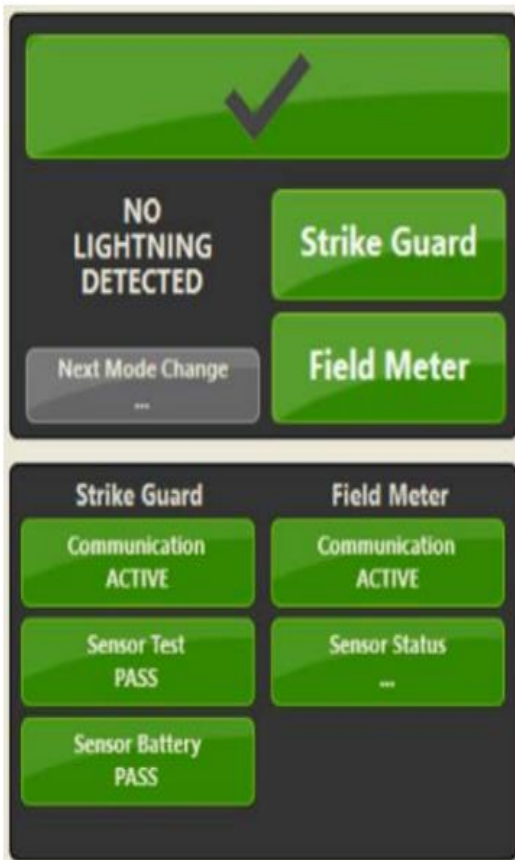 NO
LIGHTNING
DETECTED
Strike Guard
Next Mode Change
...
Field Meter
Strike Guard
Field Meter
Communication
ACTIVE
Communication
ACTIVE
Sensor Test
PASS
Sensor Status
...
Sensor Battery
PASS